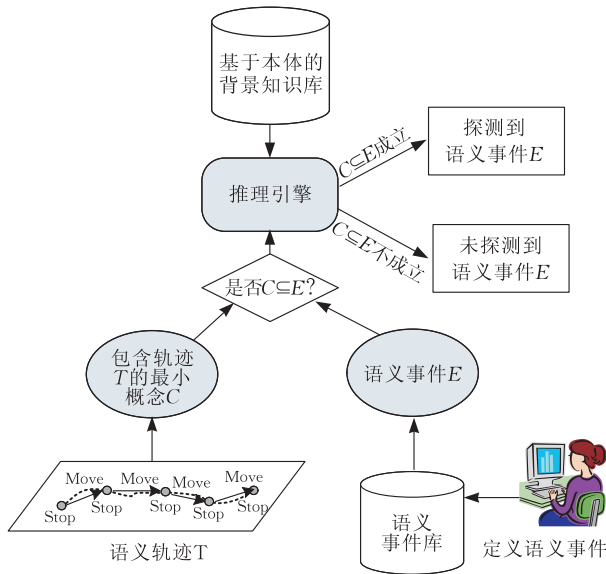 基于本体的
背景知识库
推理引擎
C⊆E成立
C⊆E不成立
探测到
语义事件E
未探测到
语义事件E
是否C⊆E?
包含轨迹
T的最小
概念C
语义事件E
Move
Move
Move
Move
Stop
Stop
Stop
Stop
Stop
语义轨迹T
语义
事件库
定义语义事件